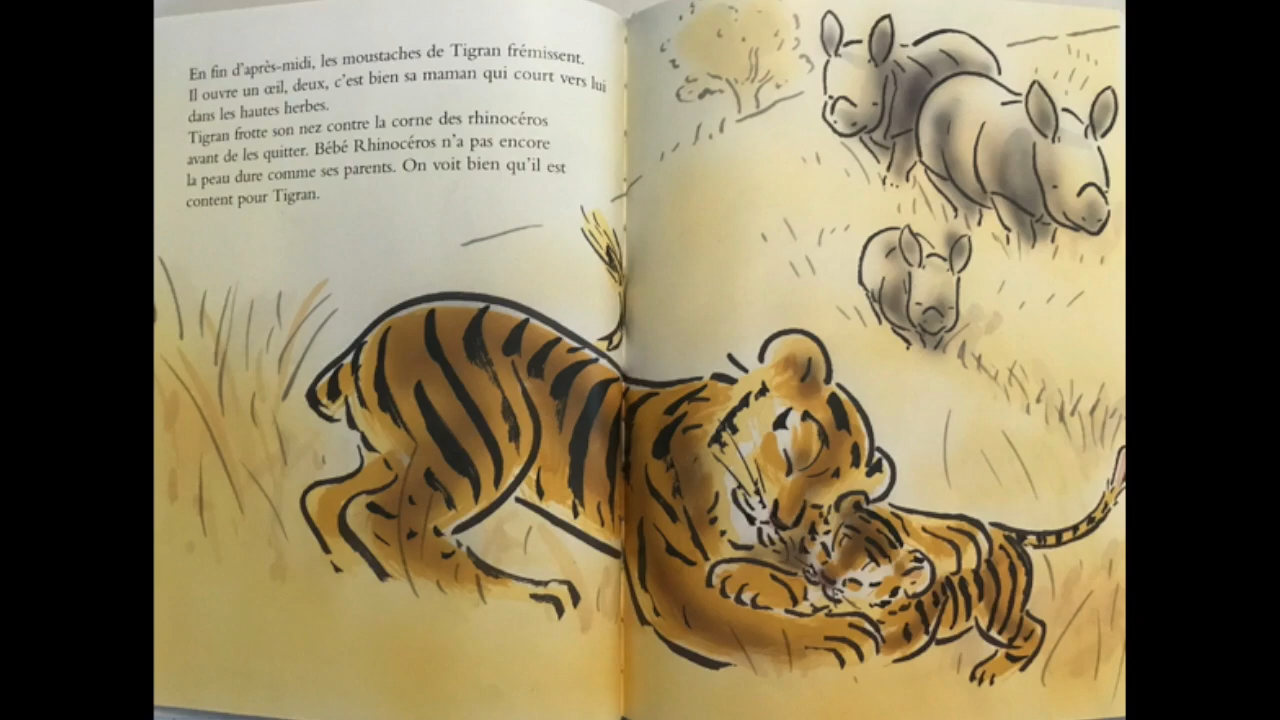 En fin d'après-midi, les moustaches de Tigran frémissent.
Il ouvre un œil, deux, c'est bien sa maman qui court vers lui
dans les hautes herbes.
Tigran frotte son nez contre la corne des rhinocéros
avant de les quitter. Bébé Rhinocéros n'a pas encore
la peau dure comme ses parents. On voit bien qu'il est
content pour Tigran.